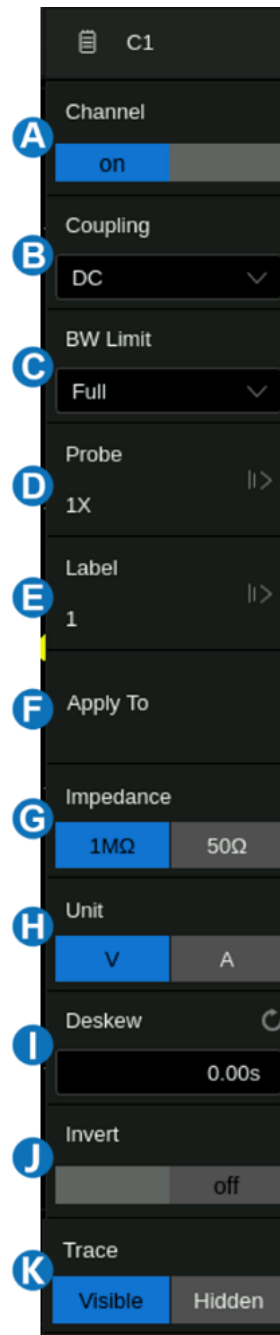 C1
A
Channel
on
B
Coupling
DC
C
BW Limit
Full
D
Probe
1X
E
Label
1
F
Apply To
G
Impedance
1MΩ 50Ω
H
Unit
V A
I
Deskew
0.00s
J
Invert
off
K
Trace
Visible Hidden